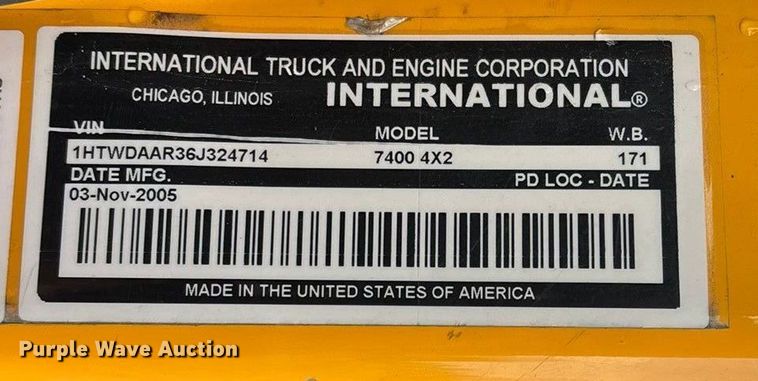 INTERNATIONAL TRUCK AND ENGINE CORPORATION
CHICAGO, ILLINOIS INTERNATIONAL®
VIN MODEL W.B.
1HTWDAAR36J324714 7400 4X2 171
DATE MFG. PD LOC - DATE
03-Nov-2005
MADE IN THE UNITED STATES OF AMERICA
Purple Wave Auction